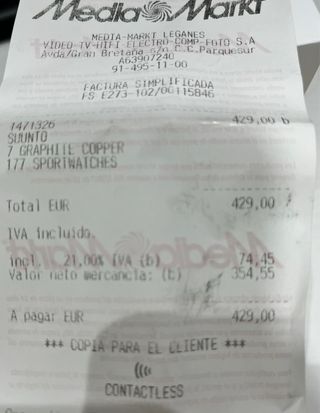 Media Markt
MEDIA-MARKT LEGANES
VIDEO-TV-HIFI-ELECTRO-COMP-FOTO S.A
Avda/Gran Bretaña s/n C.C.Parquesur
A63907240
91-495-11-00
FACTURA SIMPLIFICADA
FS E273-102/00115846
1471326 429,00 b
SUUNTO
7 GRAPHITE COPPER
177 SPORTWATCHES
Total EUR 429,00
IVA incluido.
incl. 21,00% IVA (b) 74,45
Valor neto mercancía: (b) 354,55
A pagar EUR 429,00
*** COPIA PARA EL CLIENTE ***
CONTACTLESS